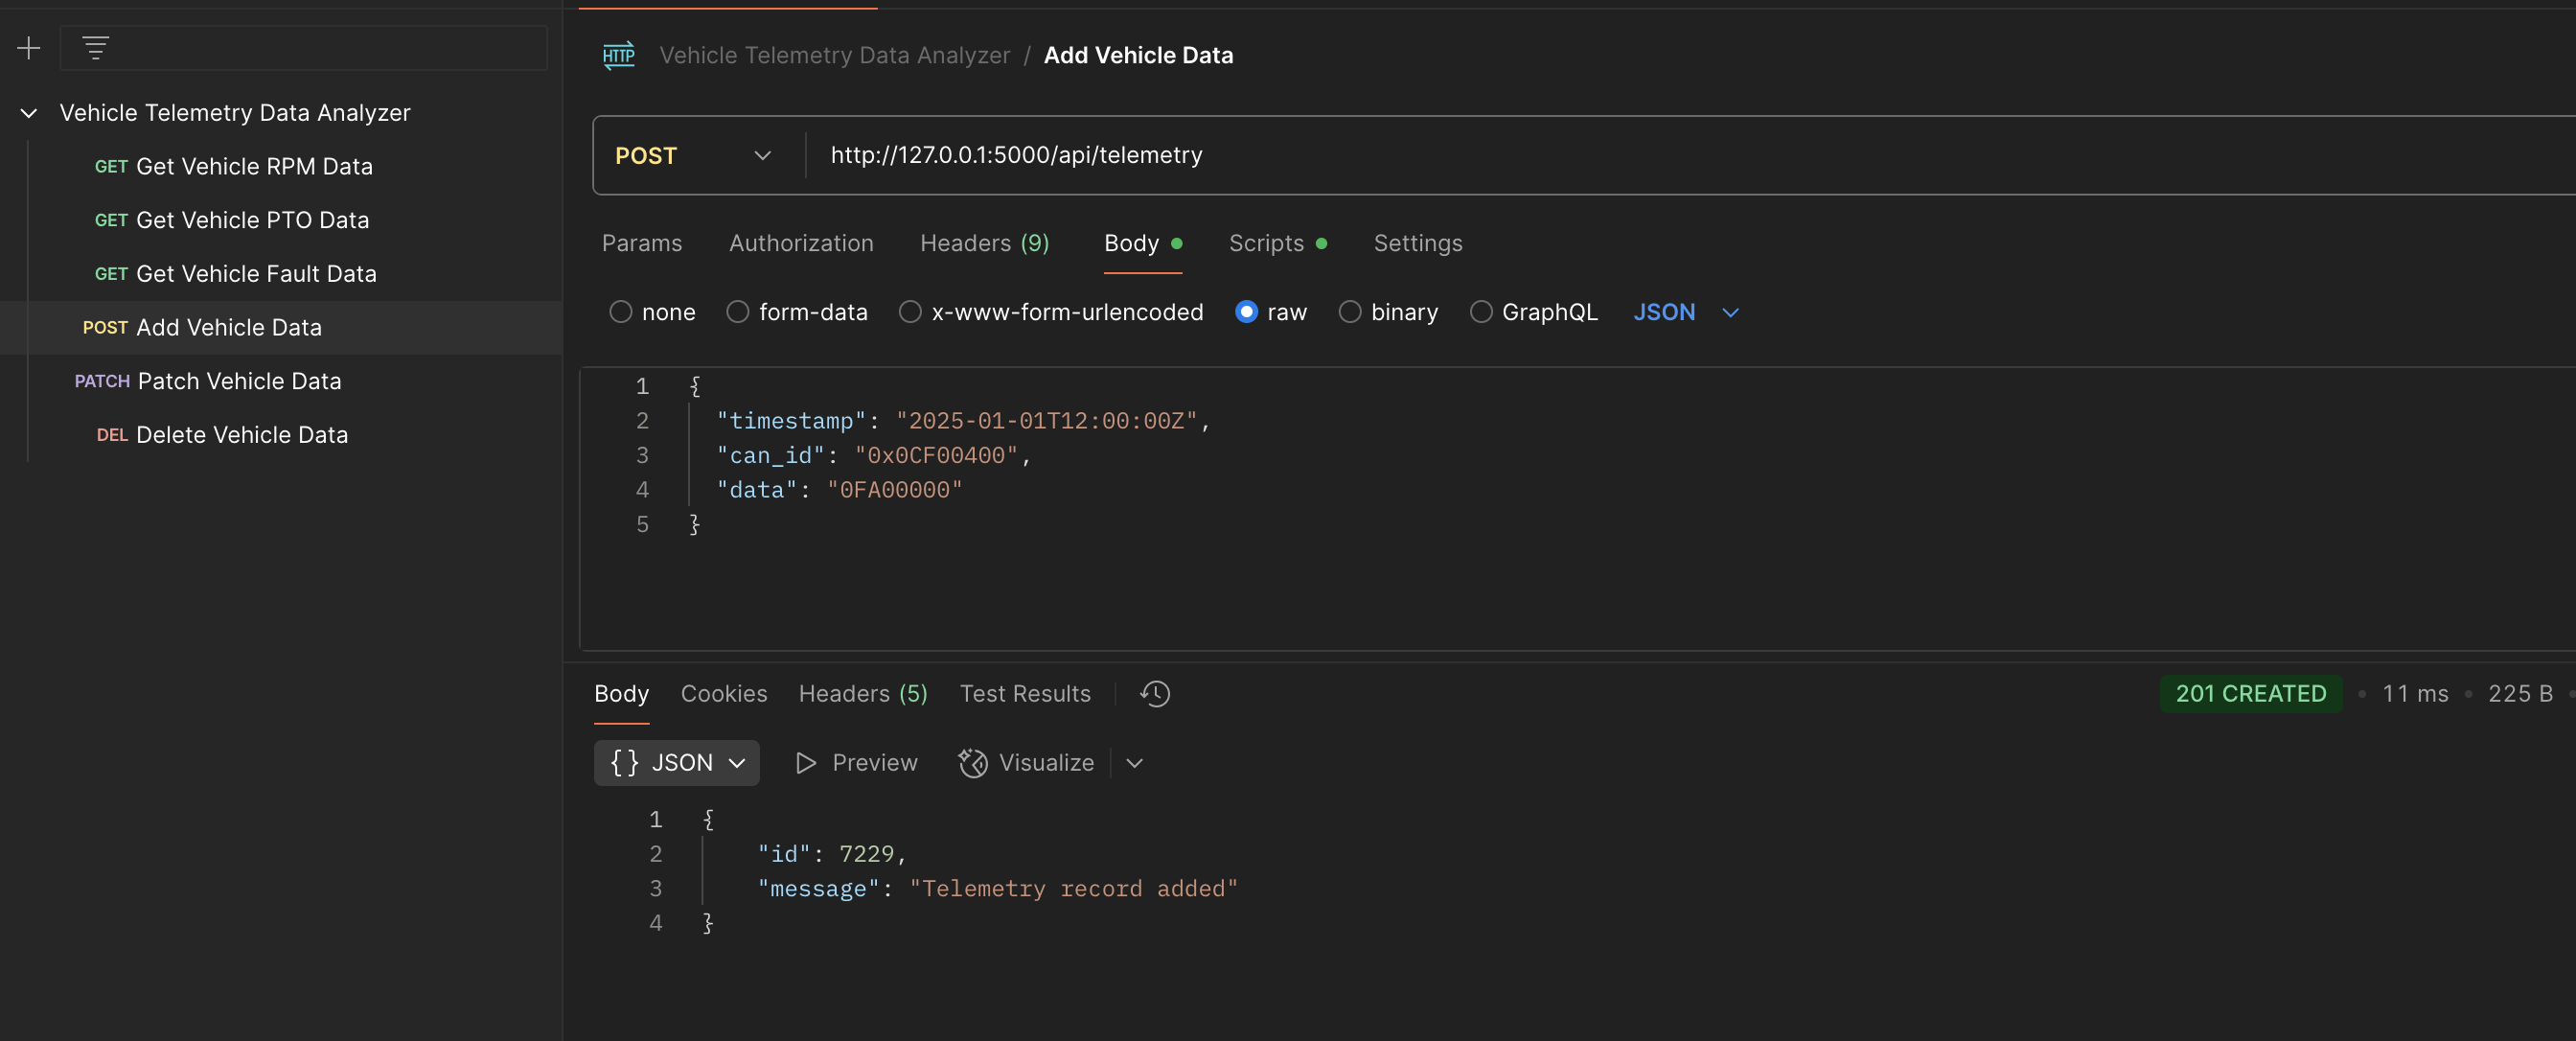 Vehicle Telemetry Data Analyzer
GET Get Vehicle RPM Data
GET Get Vehicle PTO Data
GET Get Vehicle Fault Data
POST Add Vehicle Data
PATCH Patch Vehicle Data
DEL Delete Vehicle Data
HTTP Vehicle Telemetry Data Analyzer / Add Vehicle Data
POST http://127.0.0.1:5000/api/telemetry
Params Authorization Headers (9) Body Scripts Settings
none form-data x-www-form-urlencoded raw binary GraphQL JSON
1 {
2 "timestamp": "2025-01-01T12:00:00Z",
3 "can_id": "0x0CF00400",
4 "data": "0FA00000"
5 }
Body Cookies Headers (5) Test Results 201 CREATED • 11 ms • 225 B •
{} JSON Preview Visualize
1 {
2 "id": 7229,
3 "message": "Telemetry record added"
4 }